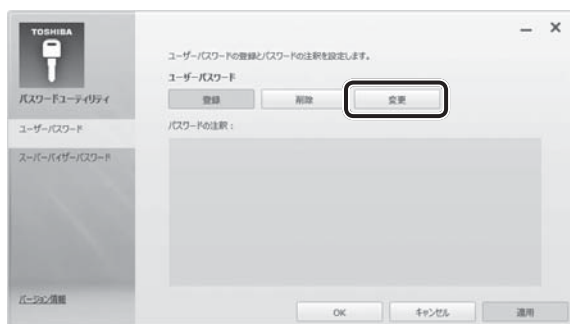 TOSHIBA
パスワードユーティリティ
ユーザーパスワード
スーパーバイザーパスワード
バージョン情報
ユーザーパスワードの登録とパスワードの注釈を設定します。
ユーザーパスワード
登録 削除 変更
パスワードの注釈：
OK キャンセル 適用